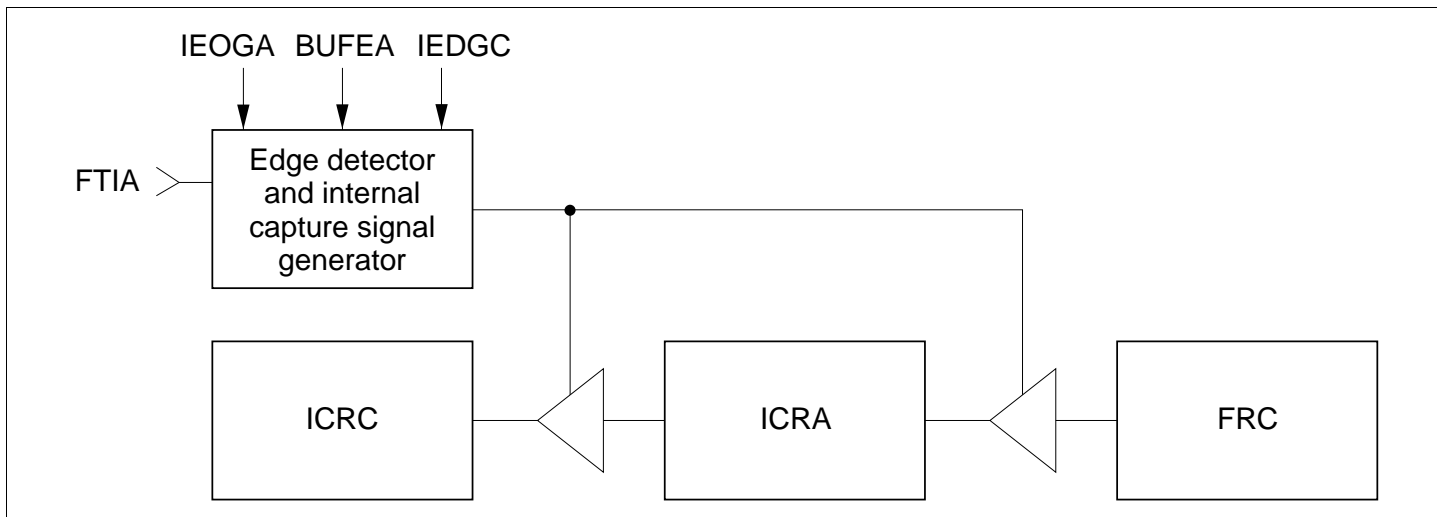 IEOGA BUFEA IEDGC
FTIA
Edge detector
and internal
capture signal
generator
ICRC
ICRA
FRC